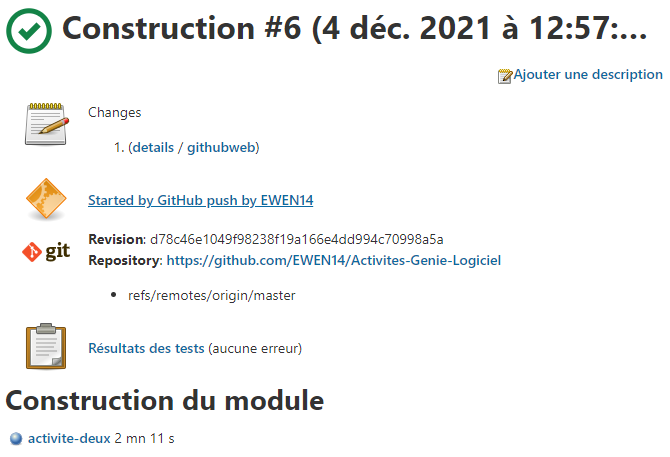 Construction #6 (4 déc. 2021 à 12:57:...
Ajouter une description
Changes
1. (details / githubweb)
Started by GitHub push by EWEN14
git
Revision: d78c46e1049f98238f19a166e4dd994c70998a5a
Repository: https://github.com/EWEN14/Activites-Genie-Logiciel
• refs/remotes/origin/master
Résultats des tests (aucune erreur)
Construction du module
activite-deux 2 mn 11 s